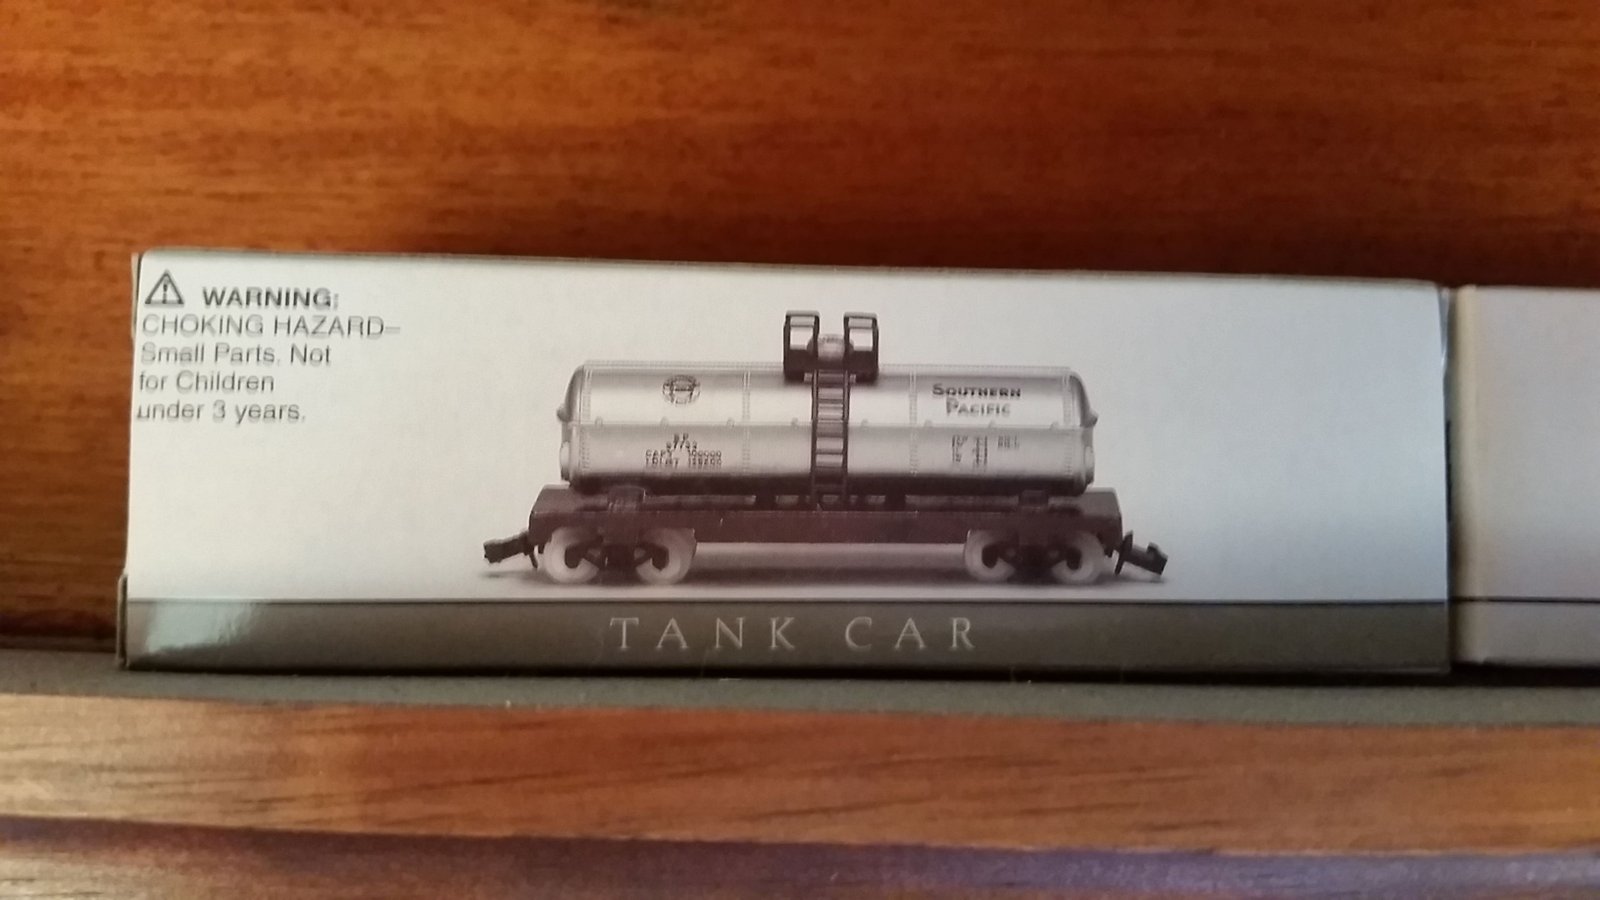 WARNING:
CHOKING HAZARD–
Small Parts. Not
for Children
under 3 years.
SOUTHERN
PACIFIC
TANK CAR